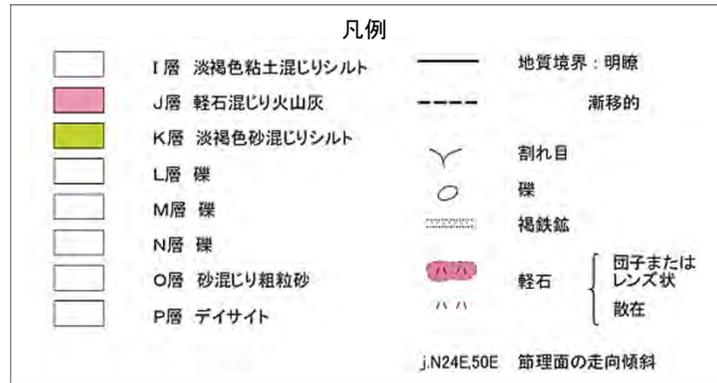 凡例
I層 淡褐色粘土混じりシルト
J層 軽石混じり火山灰
K層 淡褐色砂混じりシルト
L層 礫
M層 礫
N層 礫
O層 砂混じり粗粒砂
P層 デイサイト
地質境界：明瞭
漸移的
割れ目
礫
褐鉄鉱
軽石
団子または
レンズ状
散在
j.N24E,50E 節理面の走向傾斜